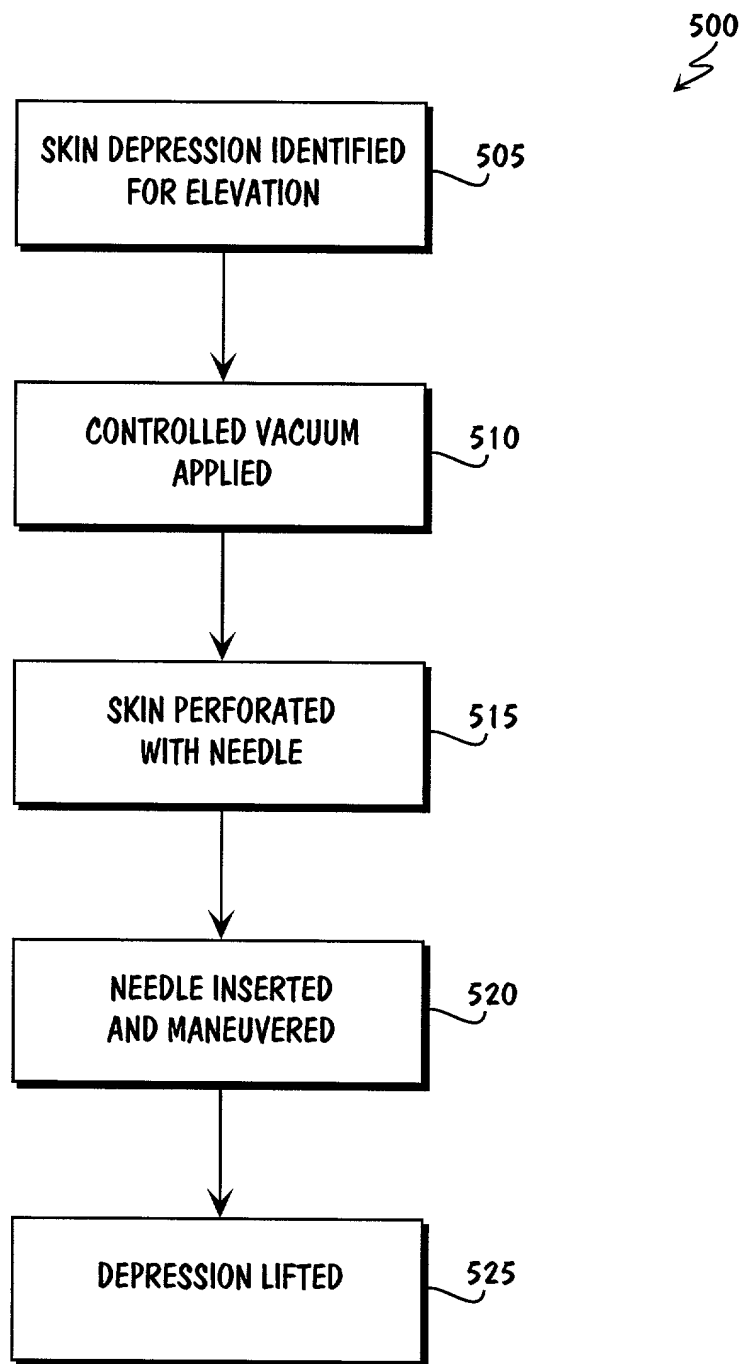 500
SKIN DEPRESSION IDENTIFIED
FOR ELEVATION
505
CONTROLLED VACUUM
APPLIED
510
SKIN PERFORATED
WITH NEEDLE
515
NEEDLE INSERTED
AND MANEUVERED
520
DEPRESSION LIFTED
525